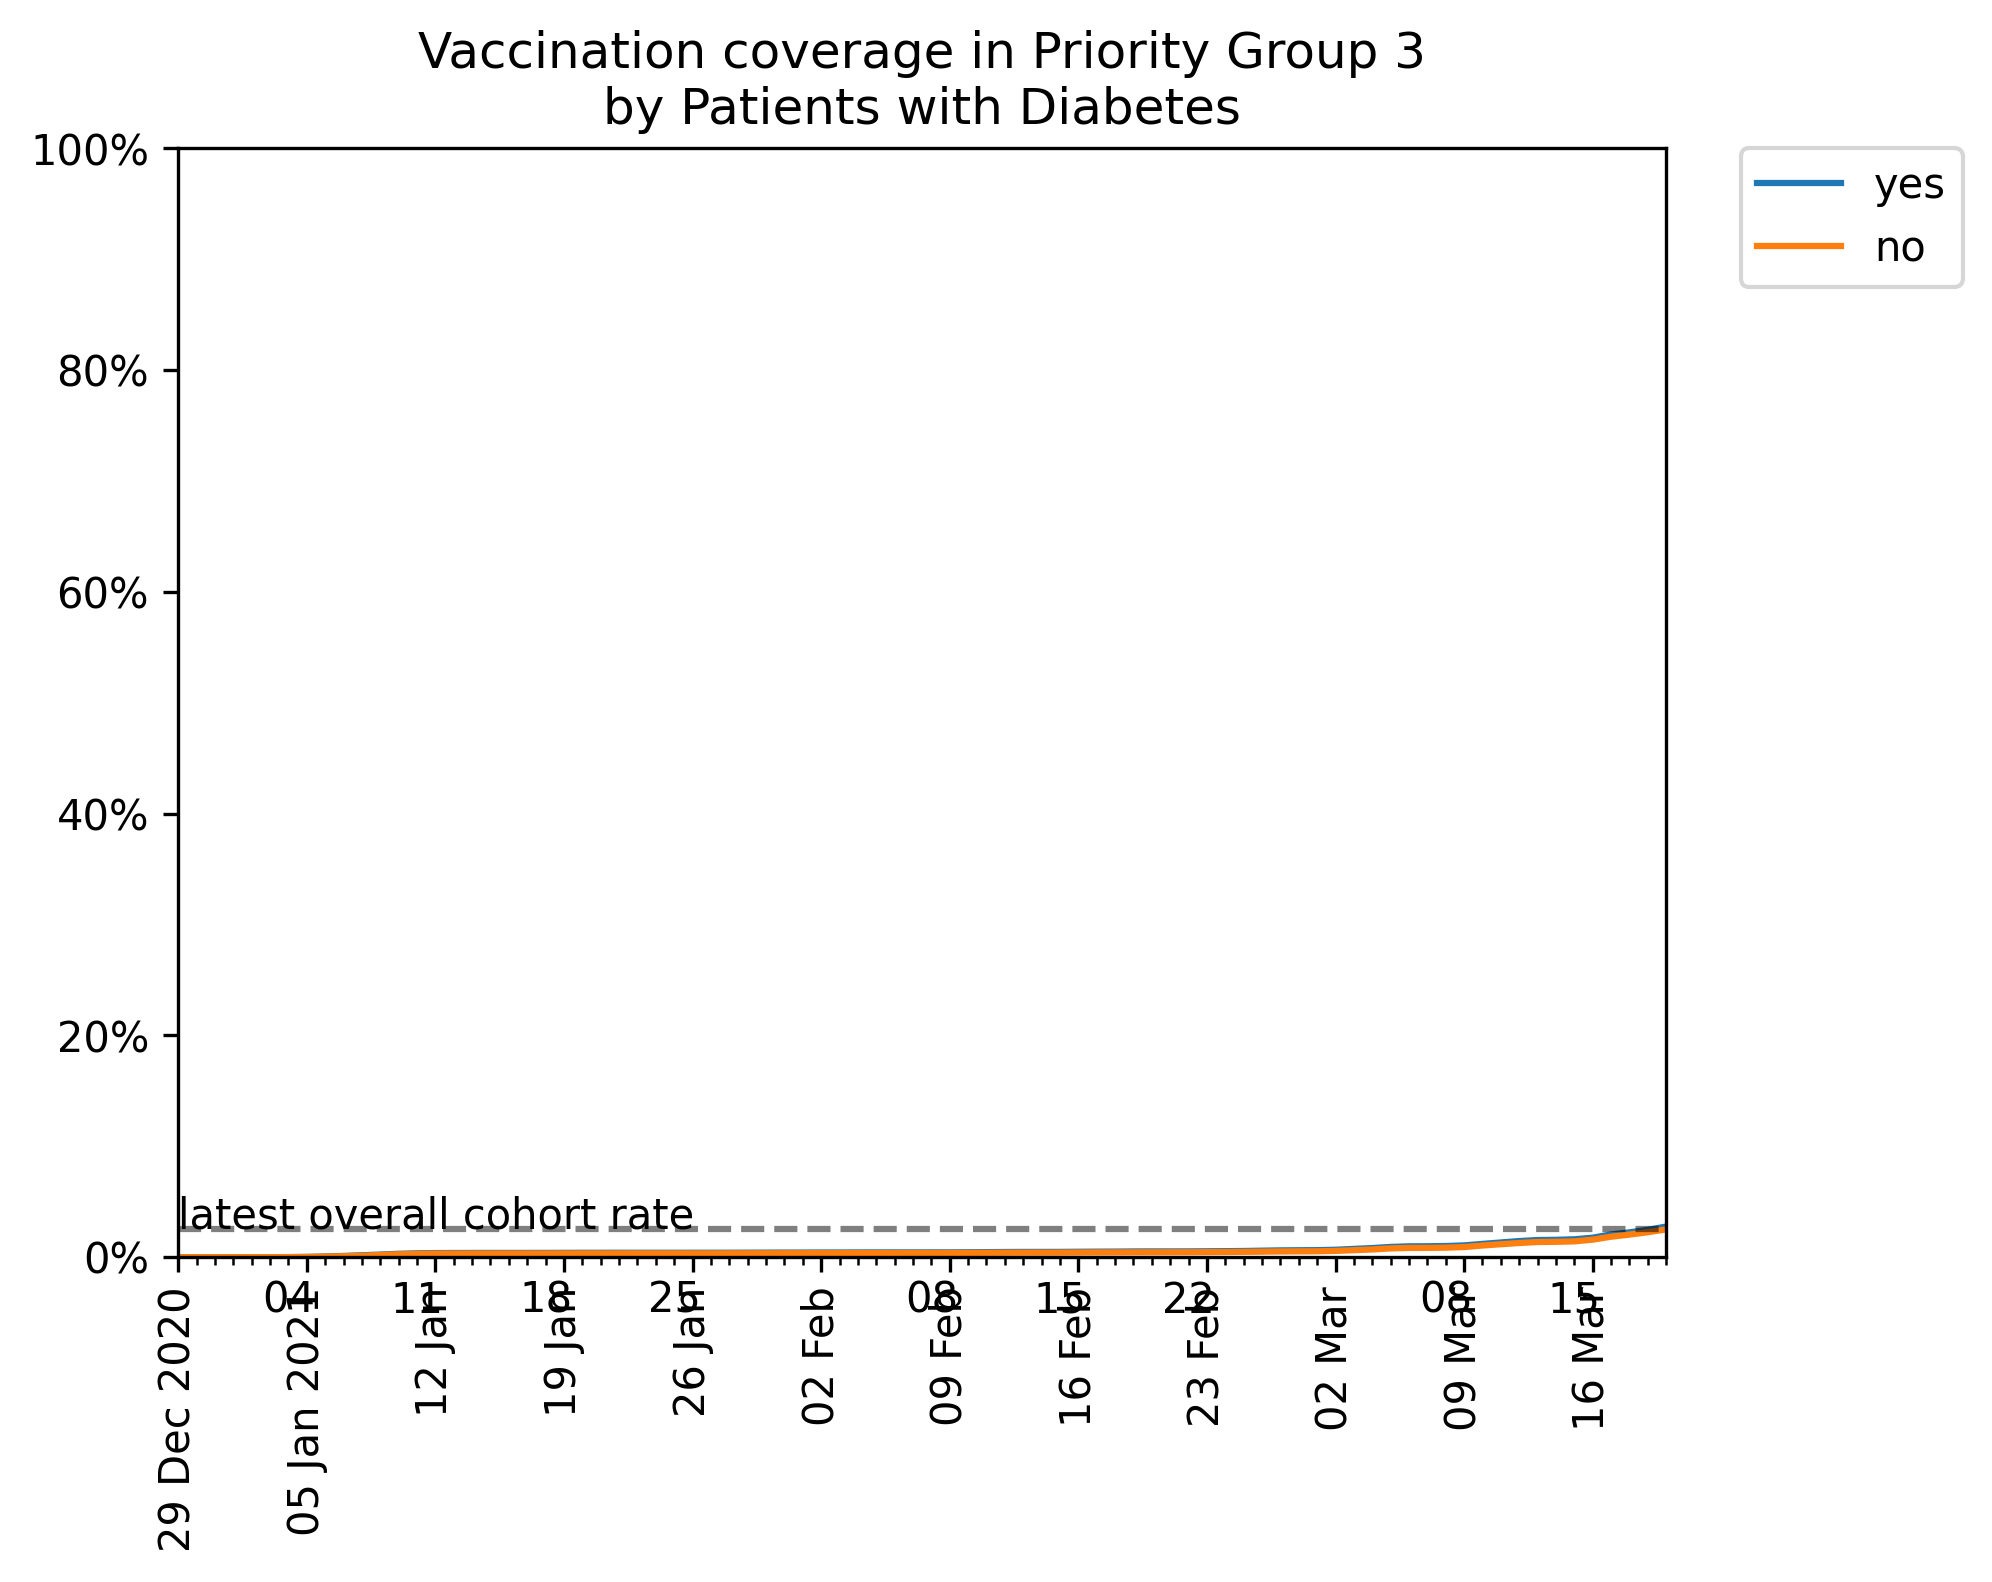 Vaccination coverage in Priority Group 3
by Patients with Diabetes
100%
80%
60%
40%
20%
0%
latest overall cohort rate
yes
no
04
11
18
25
08
15
22
08
15
29 Dec 2020
05 Jan 2021
12 Jan
19 Jan
26 Jan
02 Feb
09 Feb
16 Feb
23 Feb
02 Mar
09 Mar
16 Mar